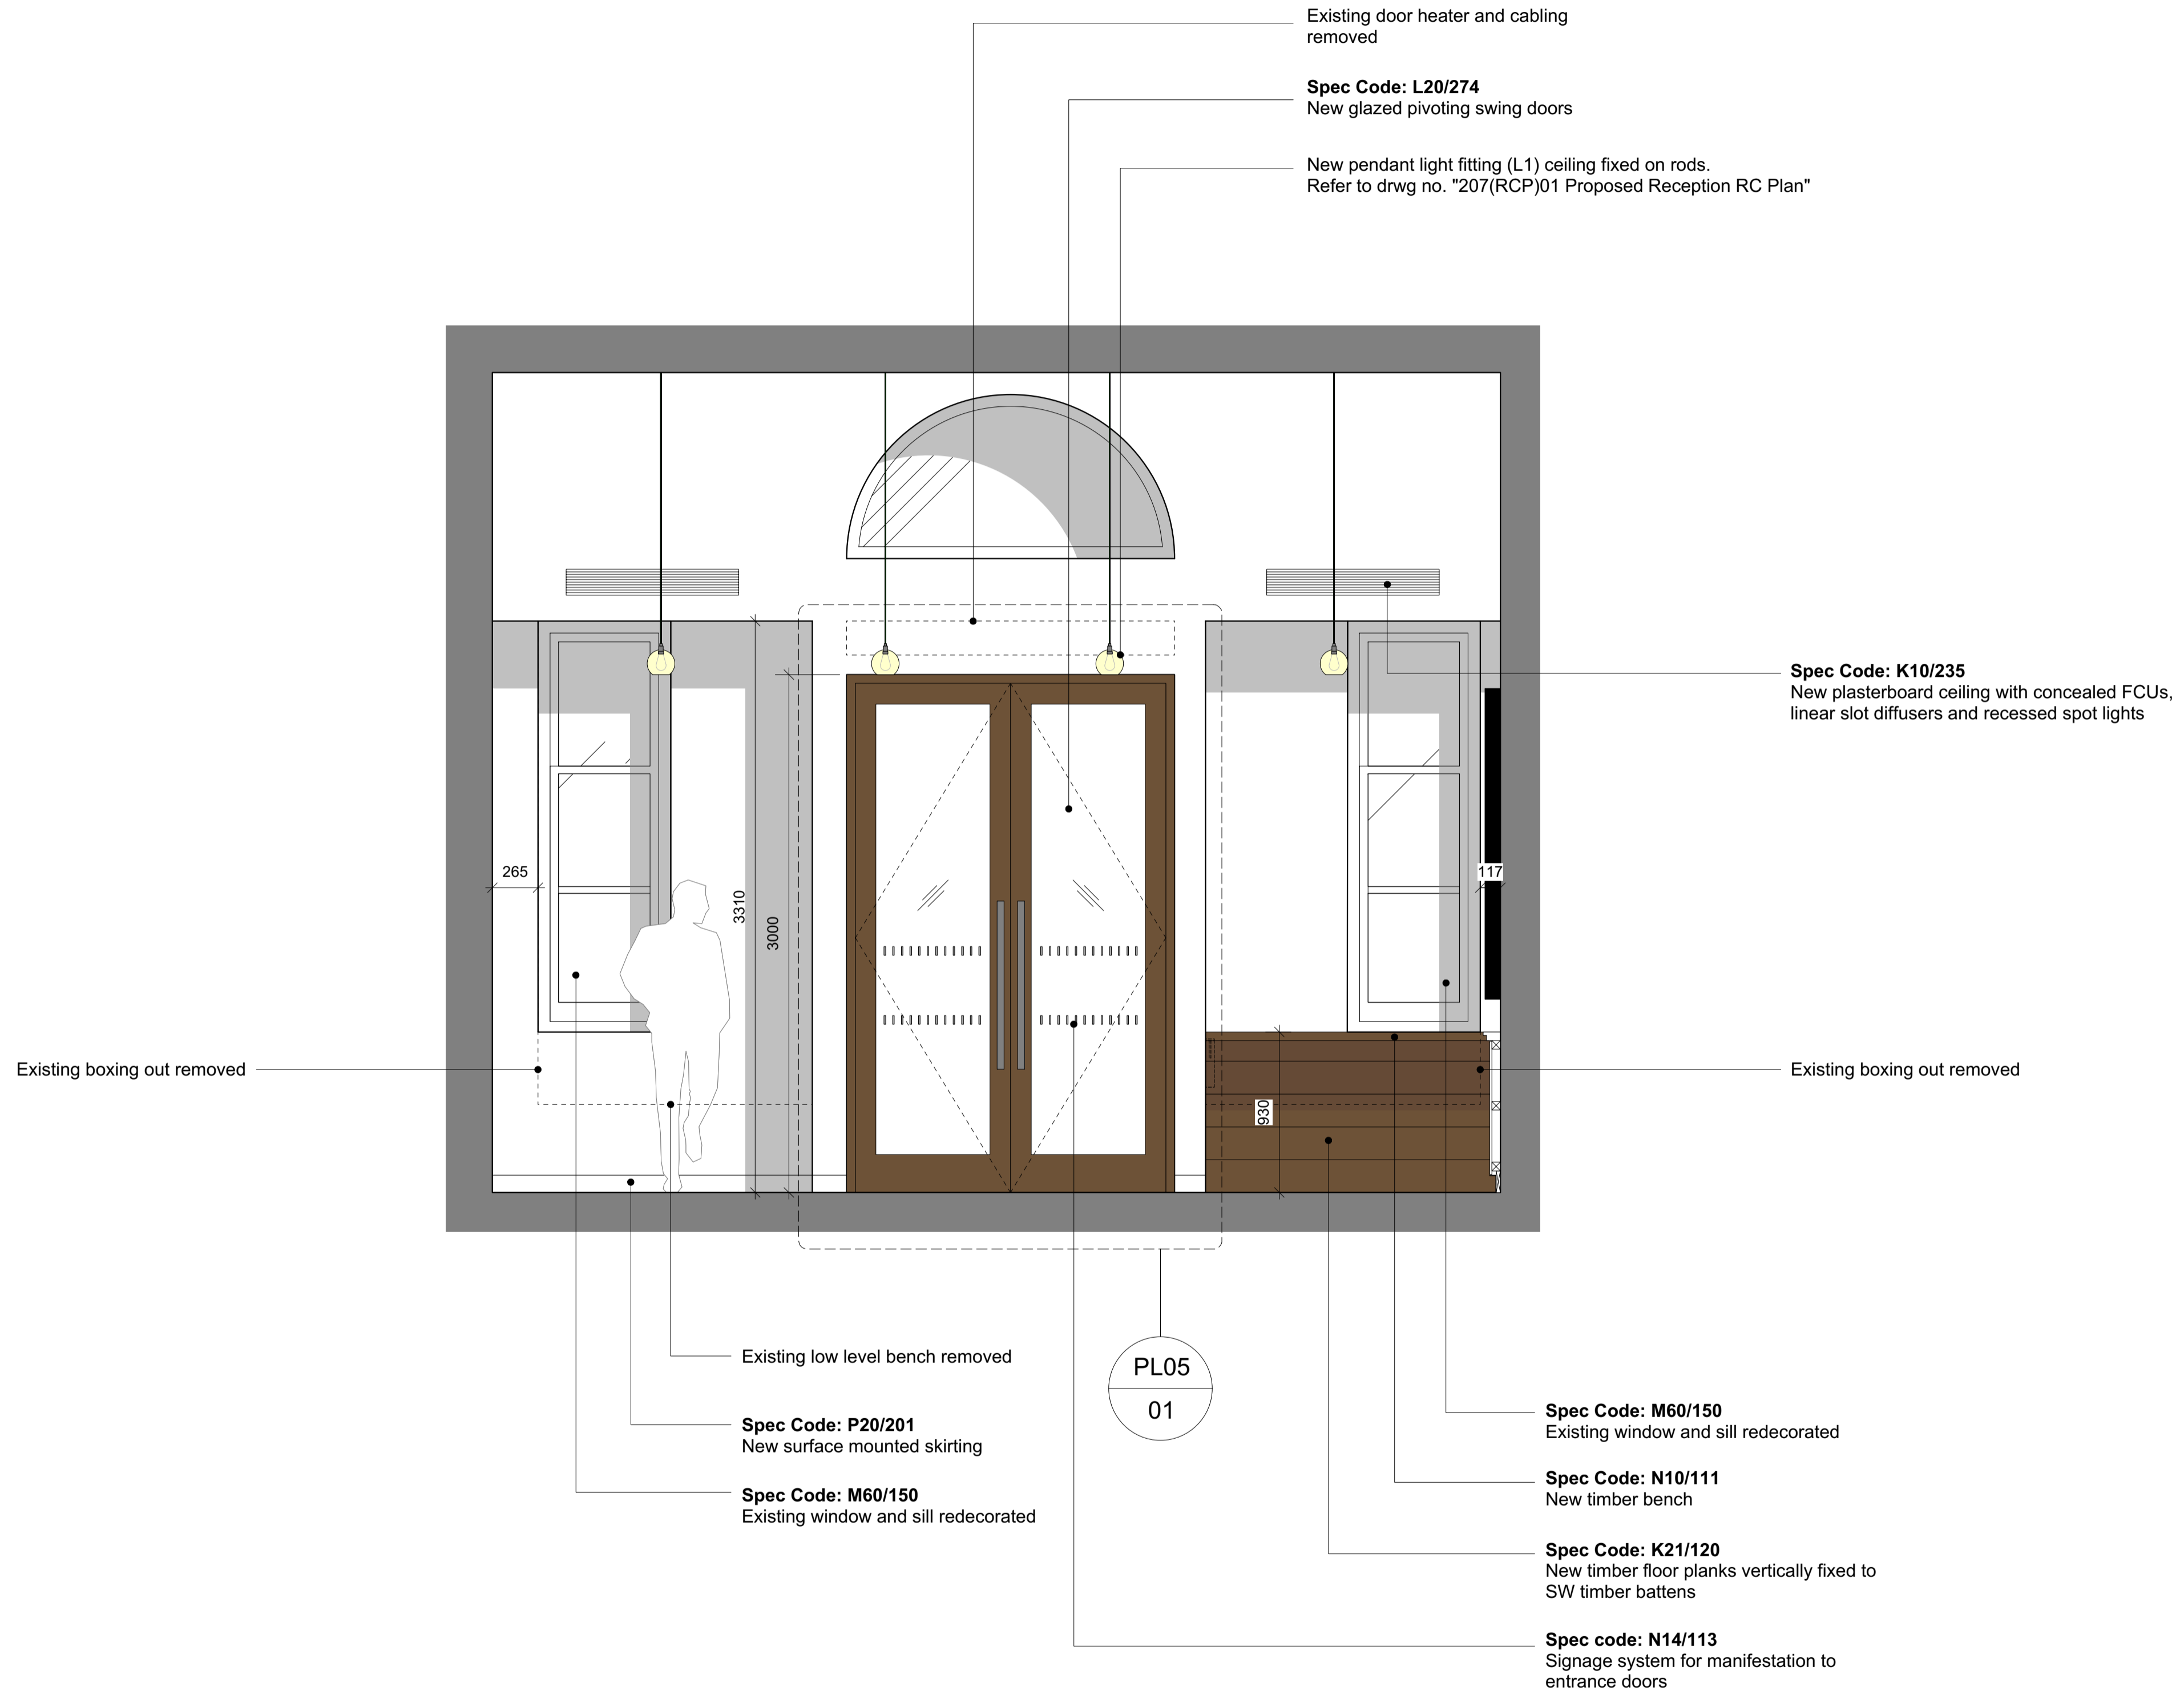 Existing door heater and cabling
removed
Spec Code: L20/274
New glazed pivoting swing doors
New pendant light fitting (L1) ceiling fixed on rods.
Refer to drwg no. "207(RCP)01 Proposed Reception RC Plan"
Spec Code: K10/235
New plasterboard ceiling with concealed FCUs,
linear slot diffusers and recessed spot lights
265
117
3310
3000
930
Existing boxing out removed
Existing boxing out removed
Existing low level bench removed
PL05
01
Spec Code: P20/201
New surface mounted skirting
Spec Code: M60/150
Existing window and sill redecorated
Spec Code: M60/150
Existing window and sill redecorated
Spec Code: N10/111
New timber bench
Spec Code: K21/120
New timber floor planks vertically fixed to
SW timber battens
Spec code: N14/113
Signage system for manifestation to
entrance doors